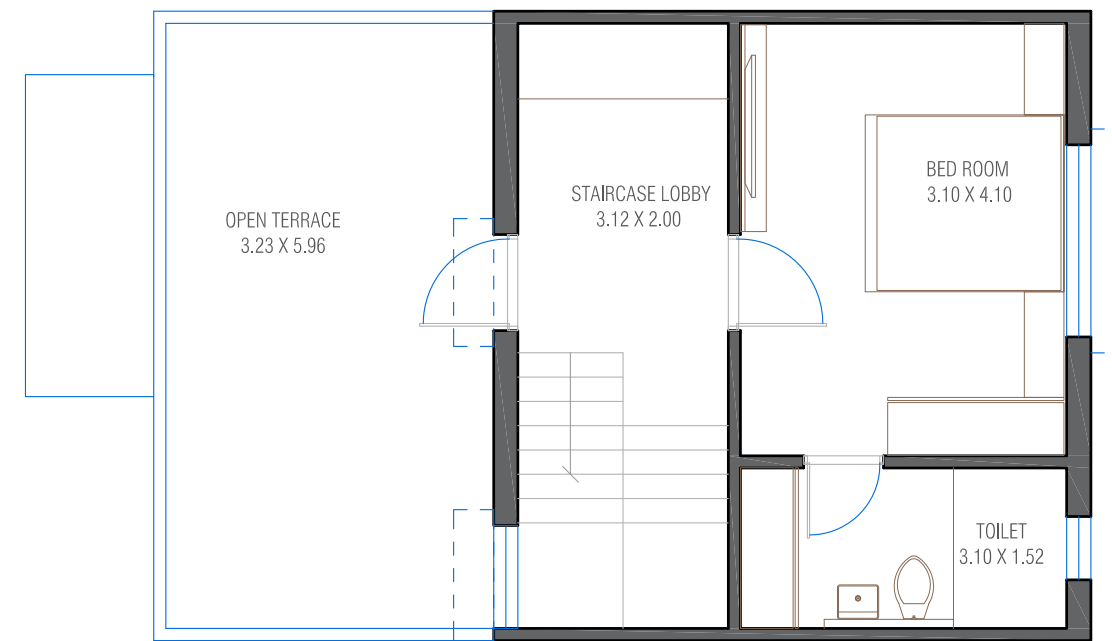 OPEN TERRACE
3.23 X 5.96
STAIRCASE LOBBY
3.12 X 2.00
BED ROOM
3.10 X 4.10
TOILET
3.10 X 1.52